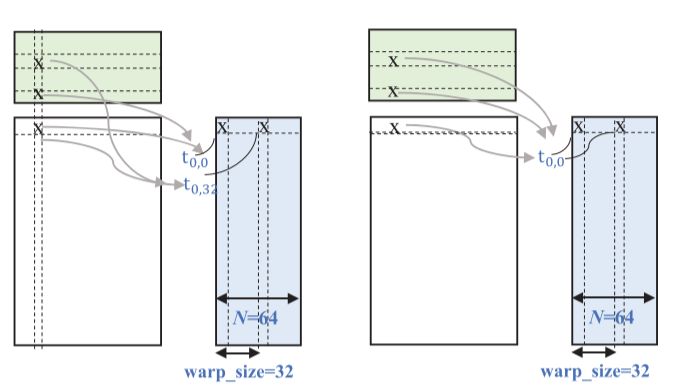 X
X
X
X X
t0,0
t0,32
N=64
warp_size=32
X
X
X
X X
t0,0
N=64
warp_size=32